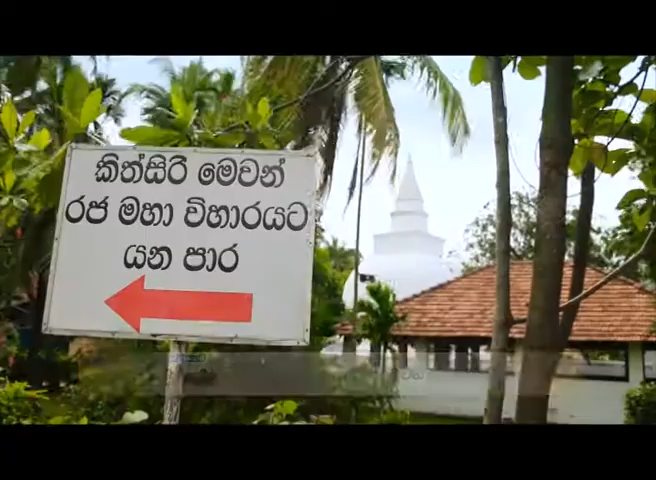 කිත්සිරි මෙවන්
රජ මහා විහාරයට
යන පාර